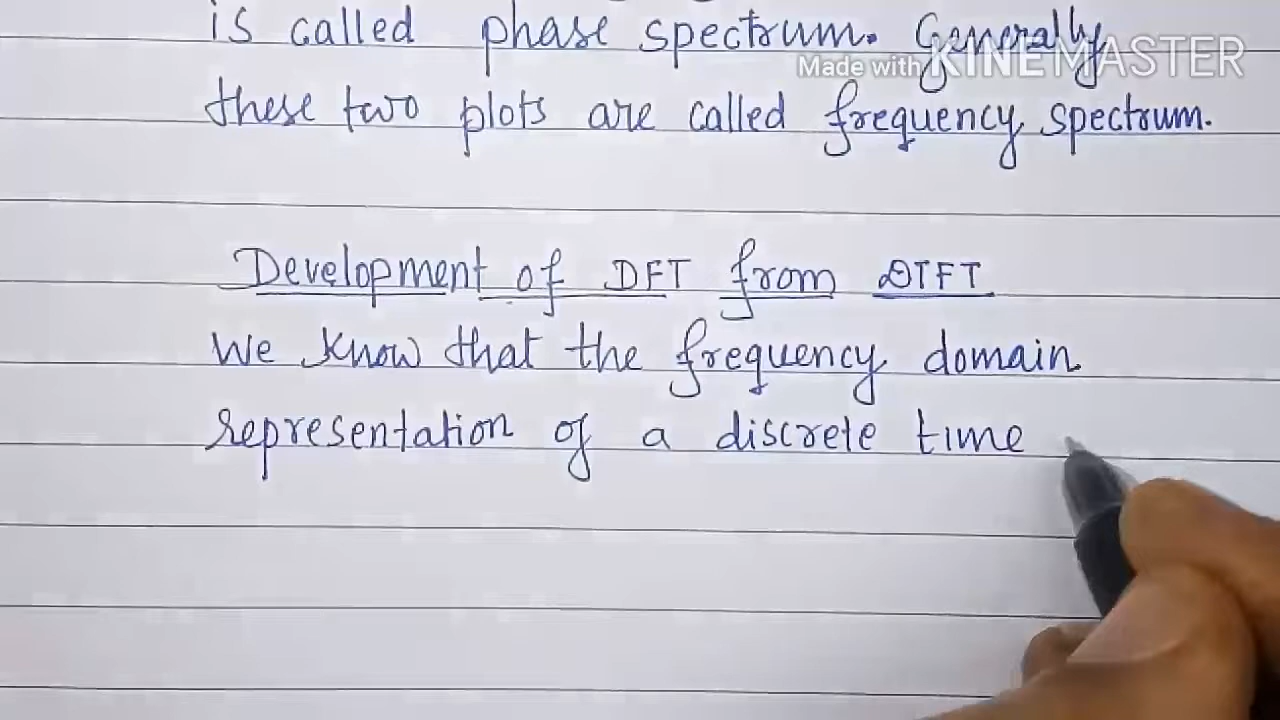 is called phase spectrum. Generally
Made with KINEMASTER
these two plots are called frequency spectrum.
Development of DFT from DTFT
We know that the frequency domain
representation of a discrete time